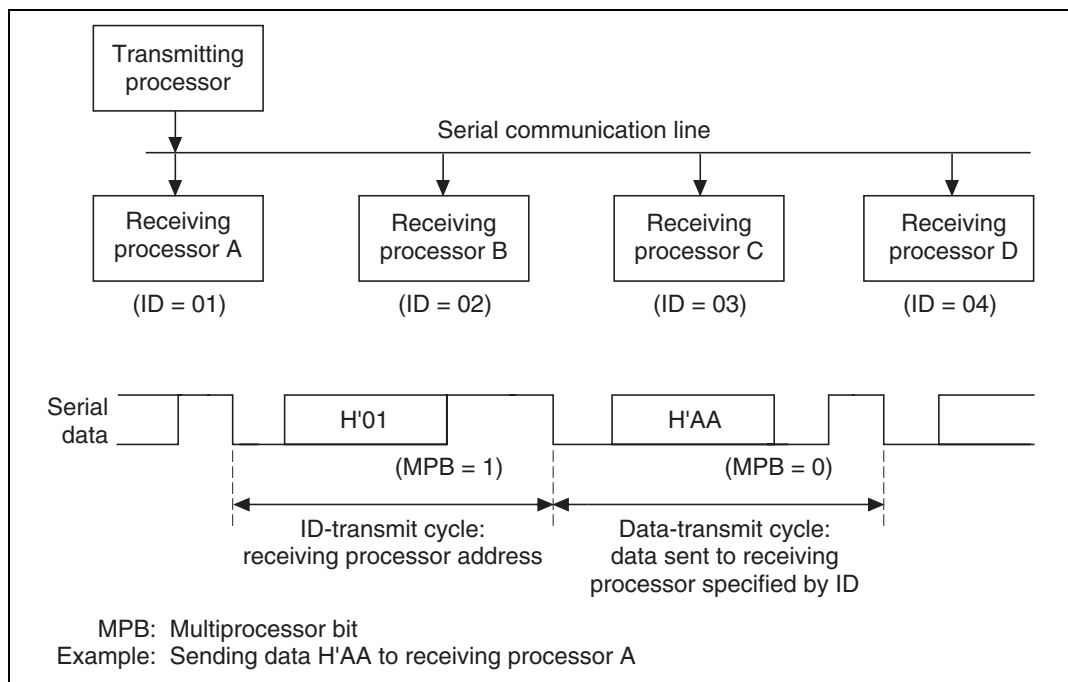 Transmitting
processor
Serial communication line
Receiving
processor A
Receiving
processor B
Receiving
processor C
Receiving
processor D
(ID = 01)
(ID = 02)
(ID = 03)
(ID = 04)
Serial
data
H'01
H'AA
(MPB = 1)
(MPB = 0)
ID-transmit cycle:
receiving processor address
Data-transmit cycle:
data sent to receiving
processor specified by ID
MPB: Multiprocessor bit
Example: Sending data H'AA to receiving processor A